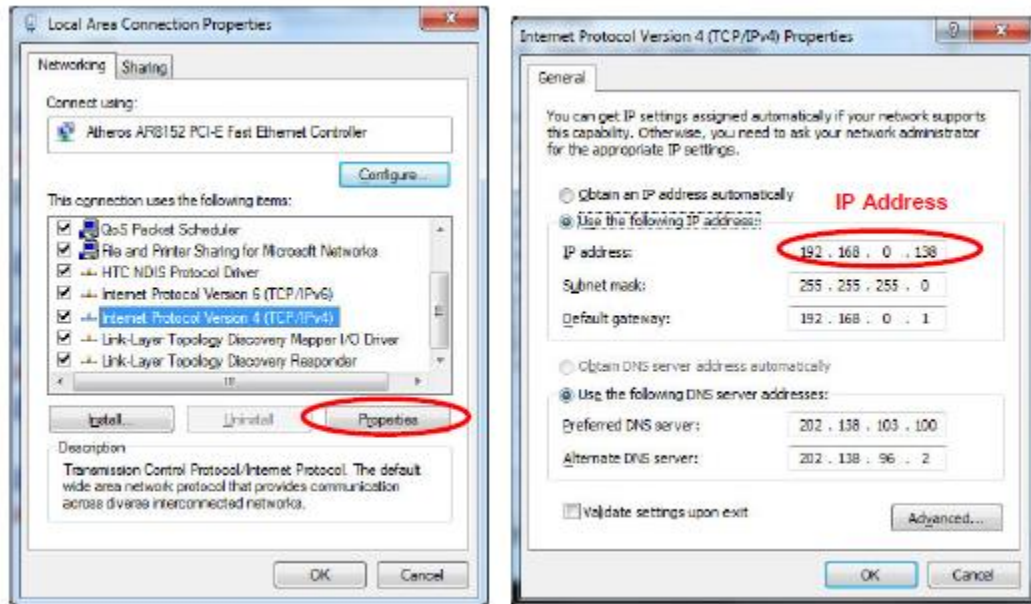 Local Area Connection Properties
Networking
Sharing
Connect using:
Atheros AR8152 PCI-E Fast Ethernet Controller
Configure...
This connection uses the following items:
QoS Packet Scheduler
File and Printer Sharing for Microsoft Networks
HTC NDIS Protocol Driver
Internet Protocol Version 6 (TCP/IPv6)
Internet Protocol Version 4 (TCP/IPv4)
Link-Layer Topology Discovery Mapper I/O Driver
Link-Layer Topology Discovery Responder
Install...
Uninstall
Properties
Description
Transmission Control Protocol/Internet Protocol. The default
wide area network protocol that provides communication
across diverse interconnected networks.
OK
Cancel
Internet Protocol Version 4 (TCP/IPv4) Properties
General
You can get IP settings assigned automatically if your network supports
this capability. Otherwise, you need to ask your network administrator
for the appropriate IP settings.
Obtain an IP address automatically
IP Address
Use the following IP address:
IP address: 192 . 168 . 0 . 138
Subnet mask: 255 . 255 . 255 . 0
Default gateway: 192 . 168 . 0 . 1
Obtain DNS server address automatically
Use the following DNS server addresses:
Preferred DNS server: 202 . 138 . 103 . 100
Alternate DNS server: 202 . 138 . 96 . 2
Validate settings upon exit
Advanced...
OK
Cancel